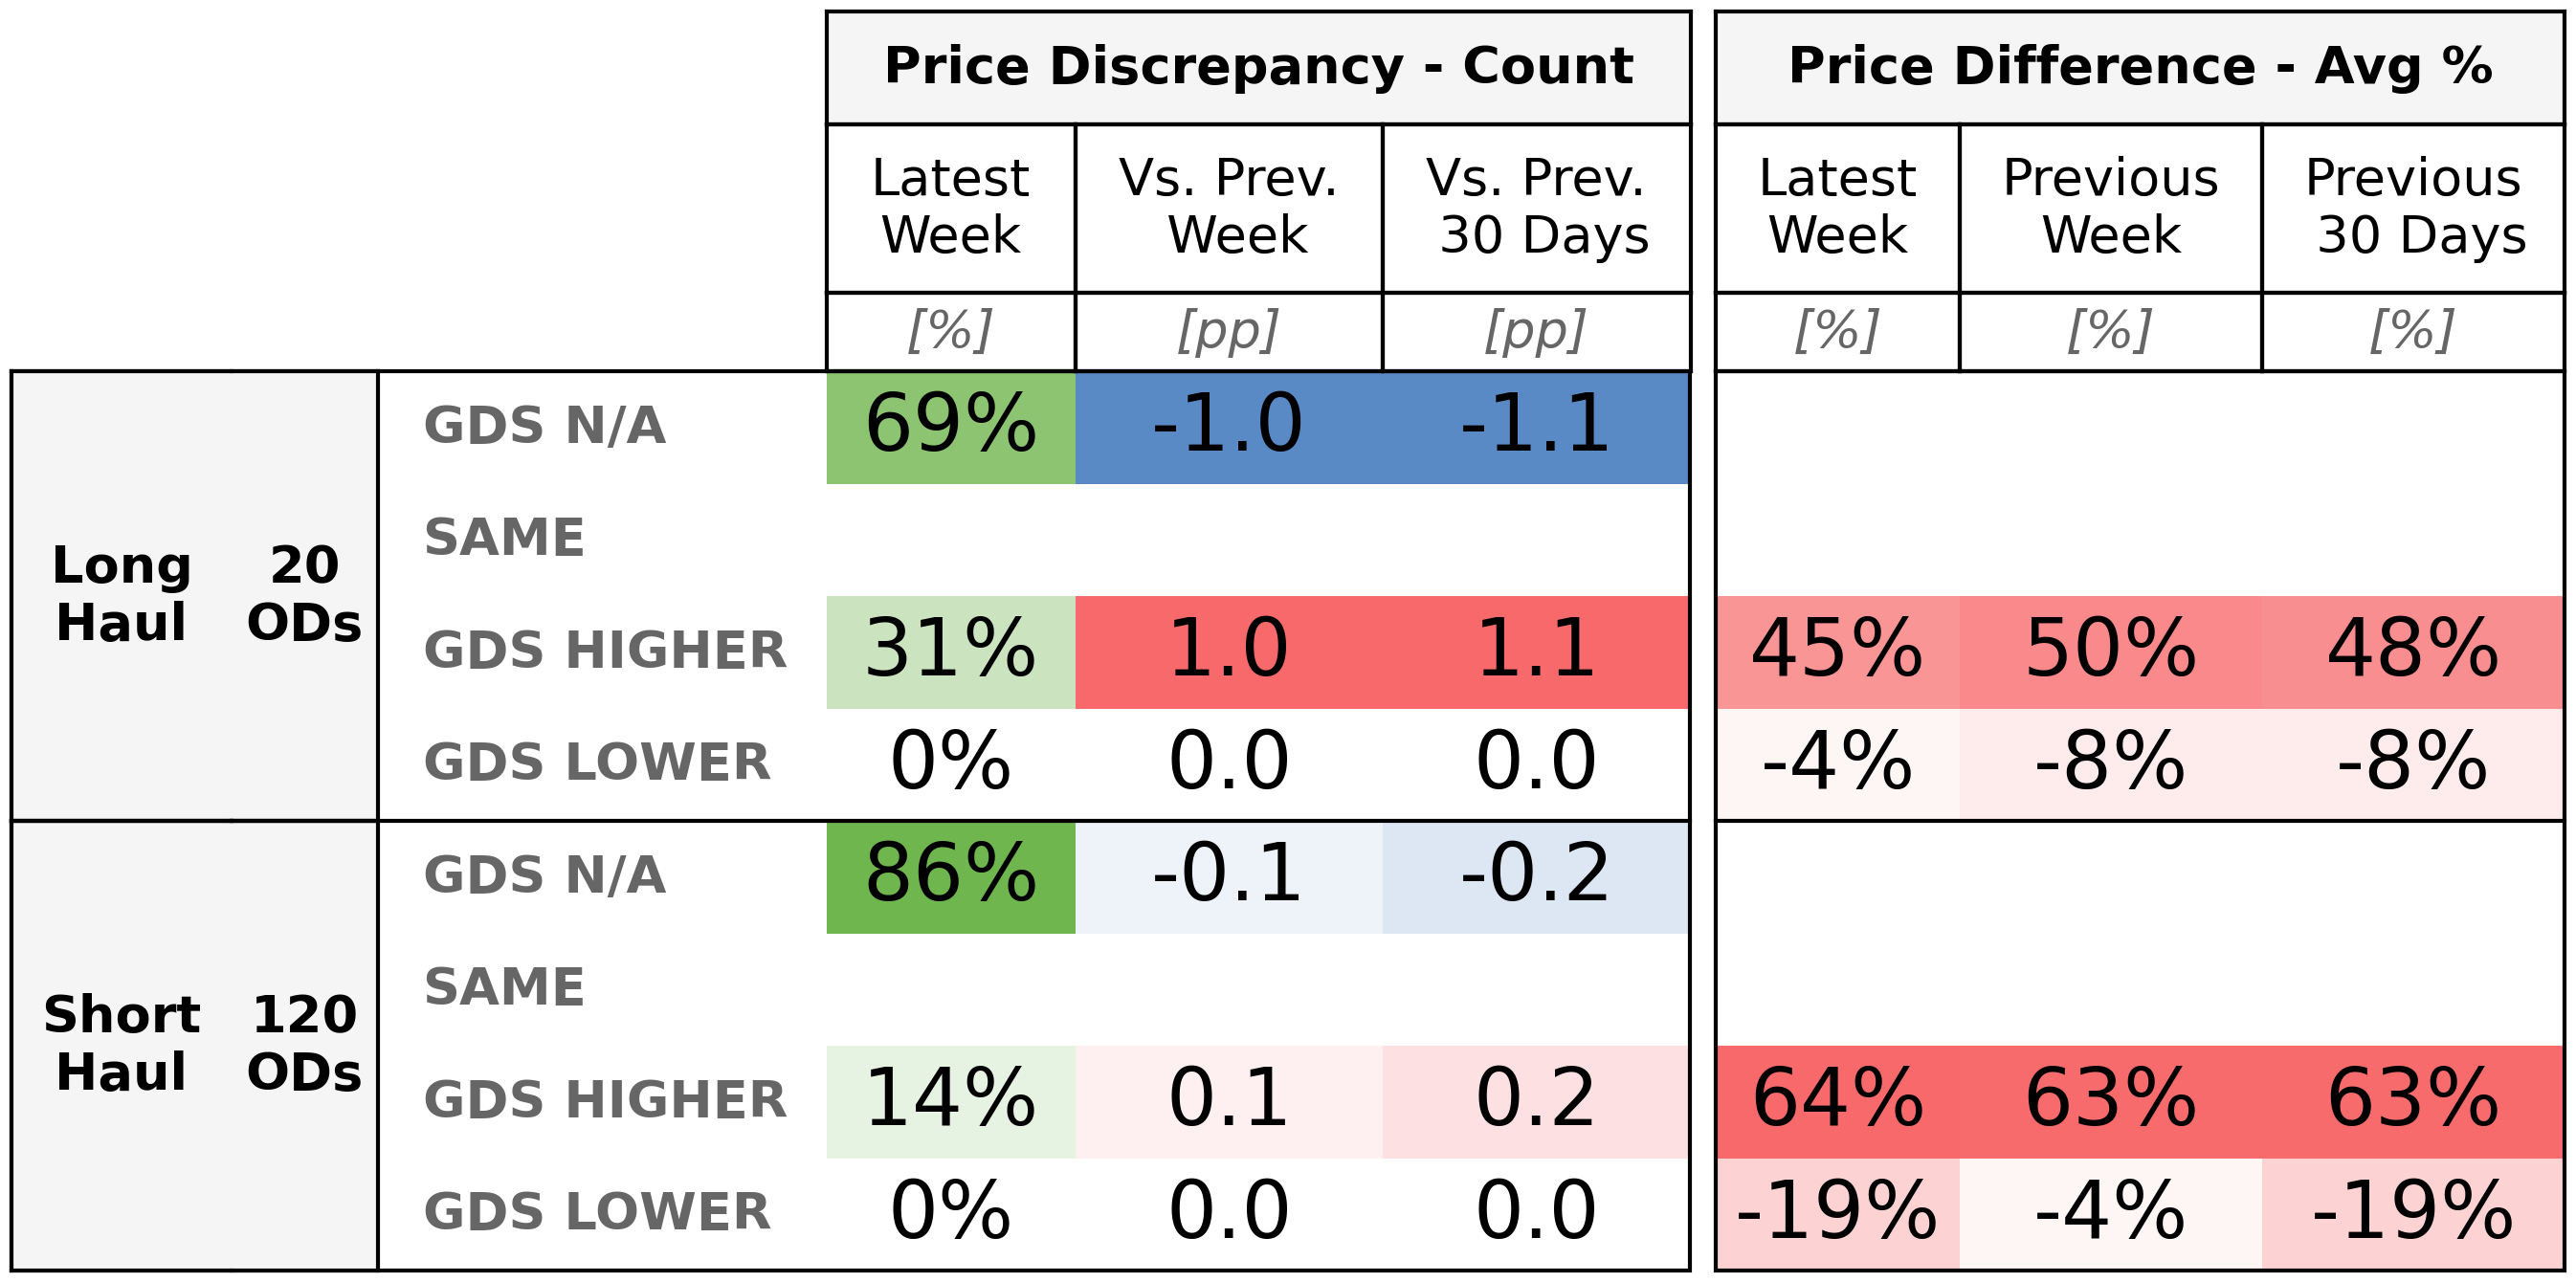 Price Discrepancy - Count Price Difference - Avg %
Latest Week Vs. Prev. Week Vs. Prev. 30 Days Latest Week Previous Week Previous 30 Days
[%] [pp] [pp] [%] [%] [%]
Long Haul 20 ODs
GDS N/A 69% -1.0 -1.1
SAME
GDS HIGHER 31% 1.0 1.1 45% 50% 48%
GDS LOWER 0% 0.0 0.0 -4% -8% -8%
Short Haul 120 ODs
GDS N/A 86% -0.1 -0.2
SAME
GDS HIGHER 14% 0.1 0.2 64% 63% 63%
GDS LOWER 0% 0.0 0.0 -19% -4% -19%